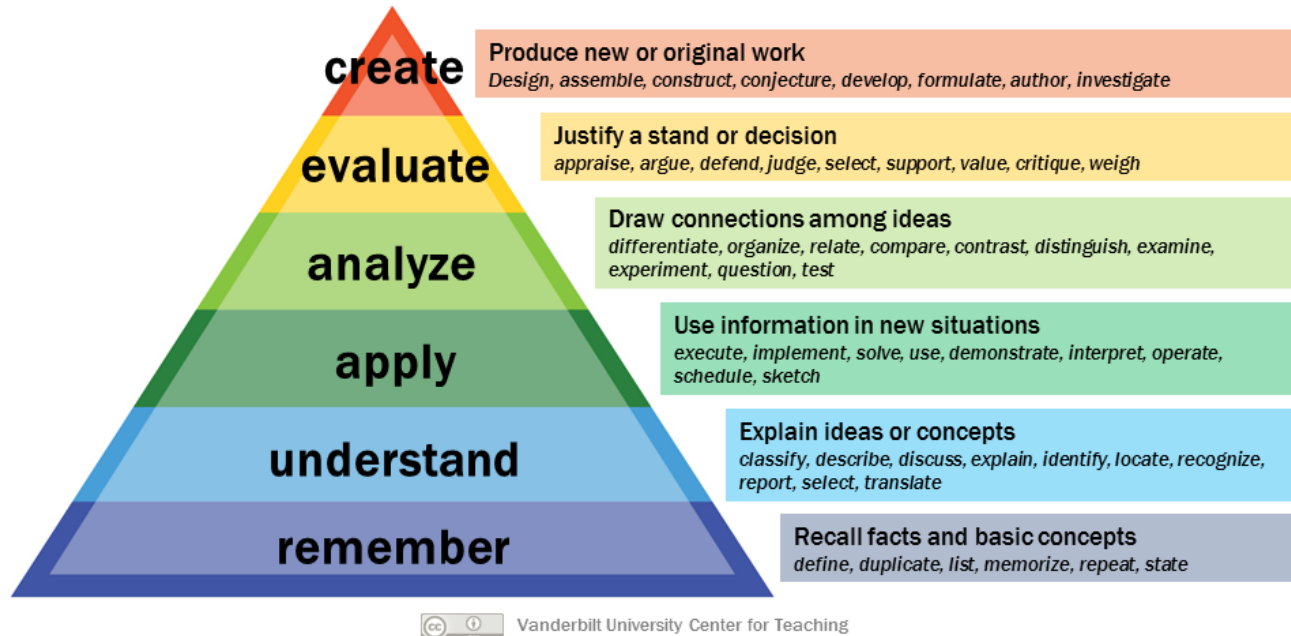 create
Produce new or original work
Design, assemble, construct, conjecture, develop, formulate, author, investigate
evaluate
Justify a stand or decision
appraise, argue, defend, judge, select, support, value, critique, weigh
analyze
Draw connections among ideas
differentiate, organize, relate, compare, contrast, distinguish, examine,
experiment, question, test
apply
Use information in new situations
execute, implement, solve, use, demonstrate, interpret, operate,
schedule, sketch
understand
Explain ideas or concepts
classify, describe, discuss, explain, identify, locate, recognize,
report, select, translate
remember
Recall facts and basic concepts
define, duplicate, list, memorize, repeat, state
cc Vanderbilt University Center for Teaching